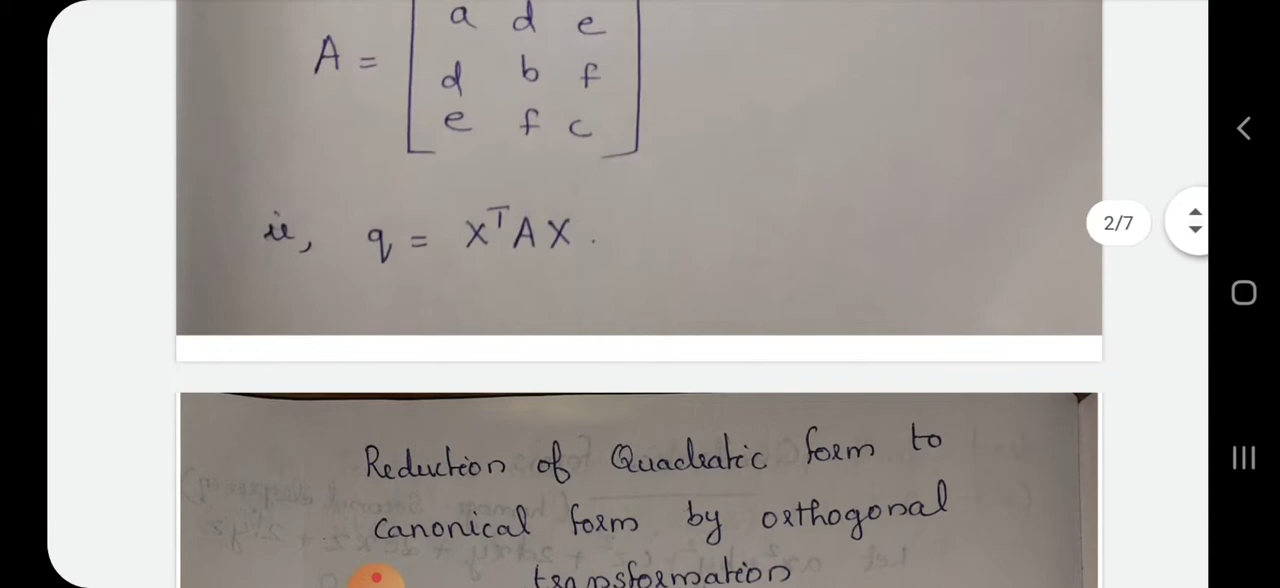 a d e
A = d b f
e f c
ie, q = XᵀAX.
2/7
Reduction of Quadratic form to
canonical form by orthogonal
transformation